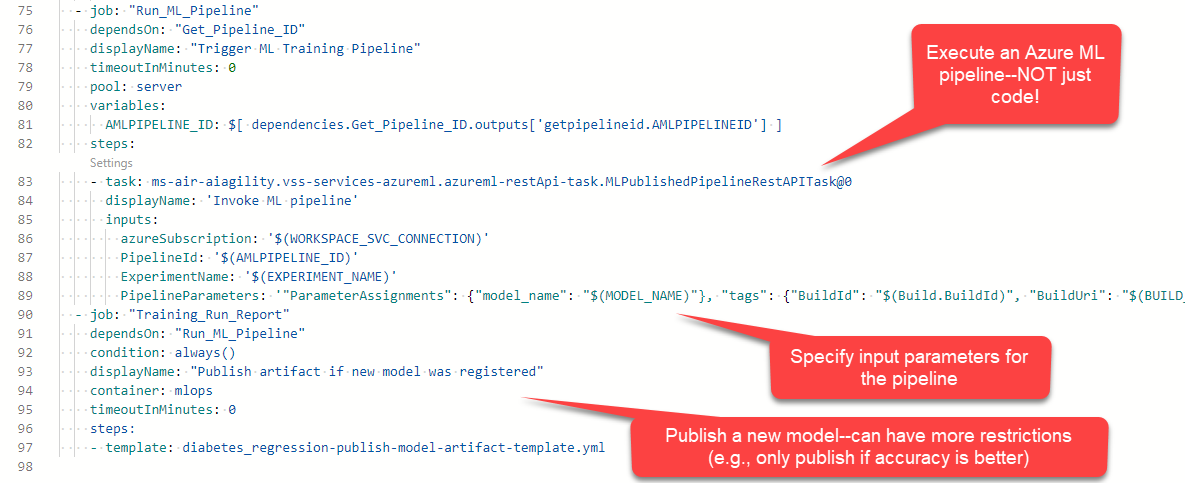 75 - job: "Run_ML_Pipeline"
76 dependsOn: "Get_Pipeline_ID"
77 displayName: "Trigger ML Training Pipeline"
78 timeoutInMinutes: 0
79 pool: server
80 variables:
81 AMLPIPELINE_ID: $[ dependencies.Get_Pipeline_ID.outputs['getpipelineid.AMLPIPELINEID'] ]
82 steps:
Settings
83 - task: ms-air-aiagility.vss-services-azureml.azureml-restApi-task.MLPublishedPipelineRestAPITask@0
84 displayName: 'Invoke ML pipeline'
85 inputs:
86 azureSubscription: '$(WORKSPACE_SVC_CONNECTION)'
87 PipelineId: '$(AMLPIPELINE_ID)'
88 ExperimentName: '$(EXPERIMENT_NAME)'
89 PipelineParameters: '"ParameterAssignments": {"model_name": "$(MODEL_NAME)"}, "tags": {"BuildId": "$(Build.BuildId)", "BuildUri": "$(BUILD_
90 - job: "Training_Run_Report"
91 dependsOn: "Run_ML_Pipeline"
92 condition: always()
93 displayName: "Publish artifact if new model was registered"
94 container: mlops
95 timeoutInMinutes: 0
96 steps:
97 - template: diabetes_regression-publish-model-artifact-template.yml
98
Execute an Azure ML
pipeline--NOT just
code!
Specify input parameters for
the pipeline
Publish a new model--can have more restrictions
(e.g., only publish if accuracy is better)